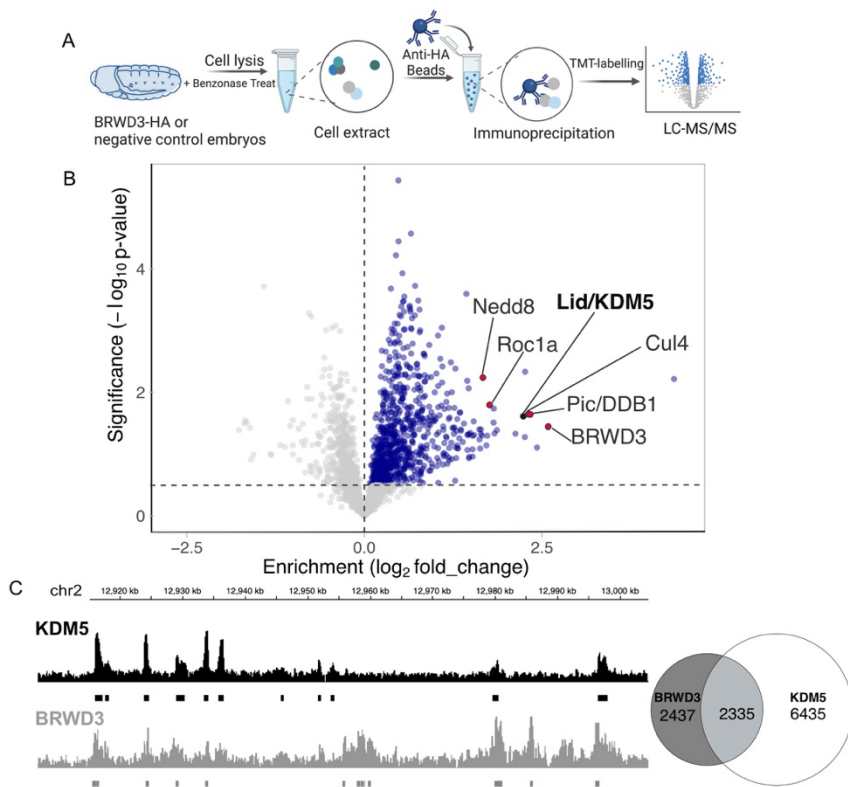 A
Cell lysis
+ Benzonase Treat
Anti-HA
Beads
TMT-labelling
BRWD3-HA or
negative control embryos
Cell extract
Immunoprecipitation
LC-MS/MS
B
Significance (− log10 p-value)
4
2
0
Nedd8
Lid/KDM5
Roc1a
Cul4
Pic/DDB1
BRWD3
−2.5
0.0
2.5
Enrichment (log2 fold_change)
C
chr2
12,920 kb
12,930 kb
12,940 kb
12,950 kb
12,960 kb
12,970 kb
12,980 kb
12,990 kb
13,000 kb
KDM5
BRWD3
BRWD3
2437
2335
KDM5
6435